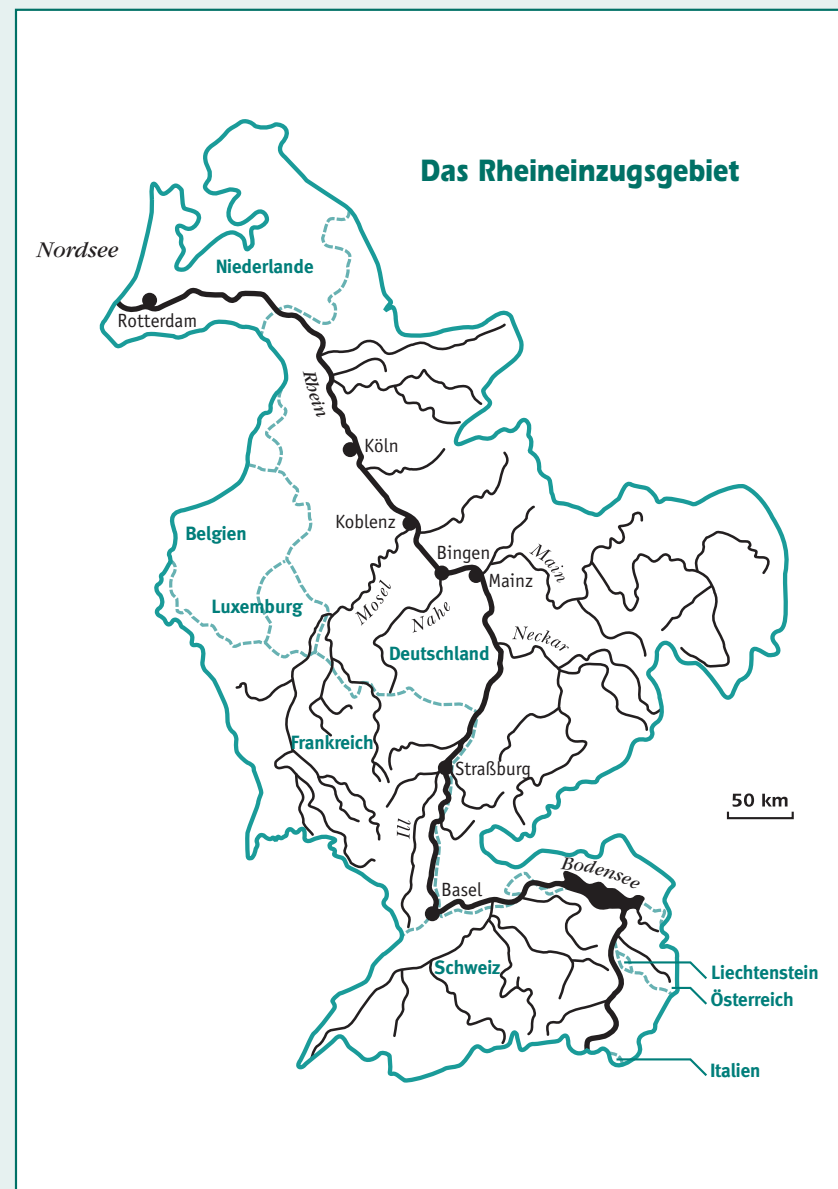 Das Rheineinzugsgebiet
Nordsee
Niederlande
Rotterdam
Rhein
Köln
Koblenz
Belgien
Bingen
Main
Mainz
Mosel
Luxemburg
Nahe
Neckar
Deutschland
Frankreich
Straßburg
50 km
Ill
Bodensee
Basel
Schweiz
Liechtenstein
Österreich
Italien